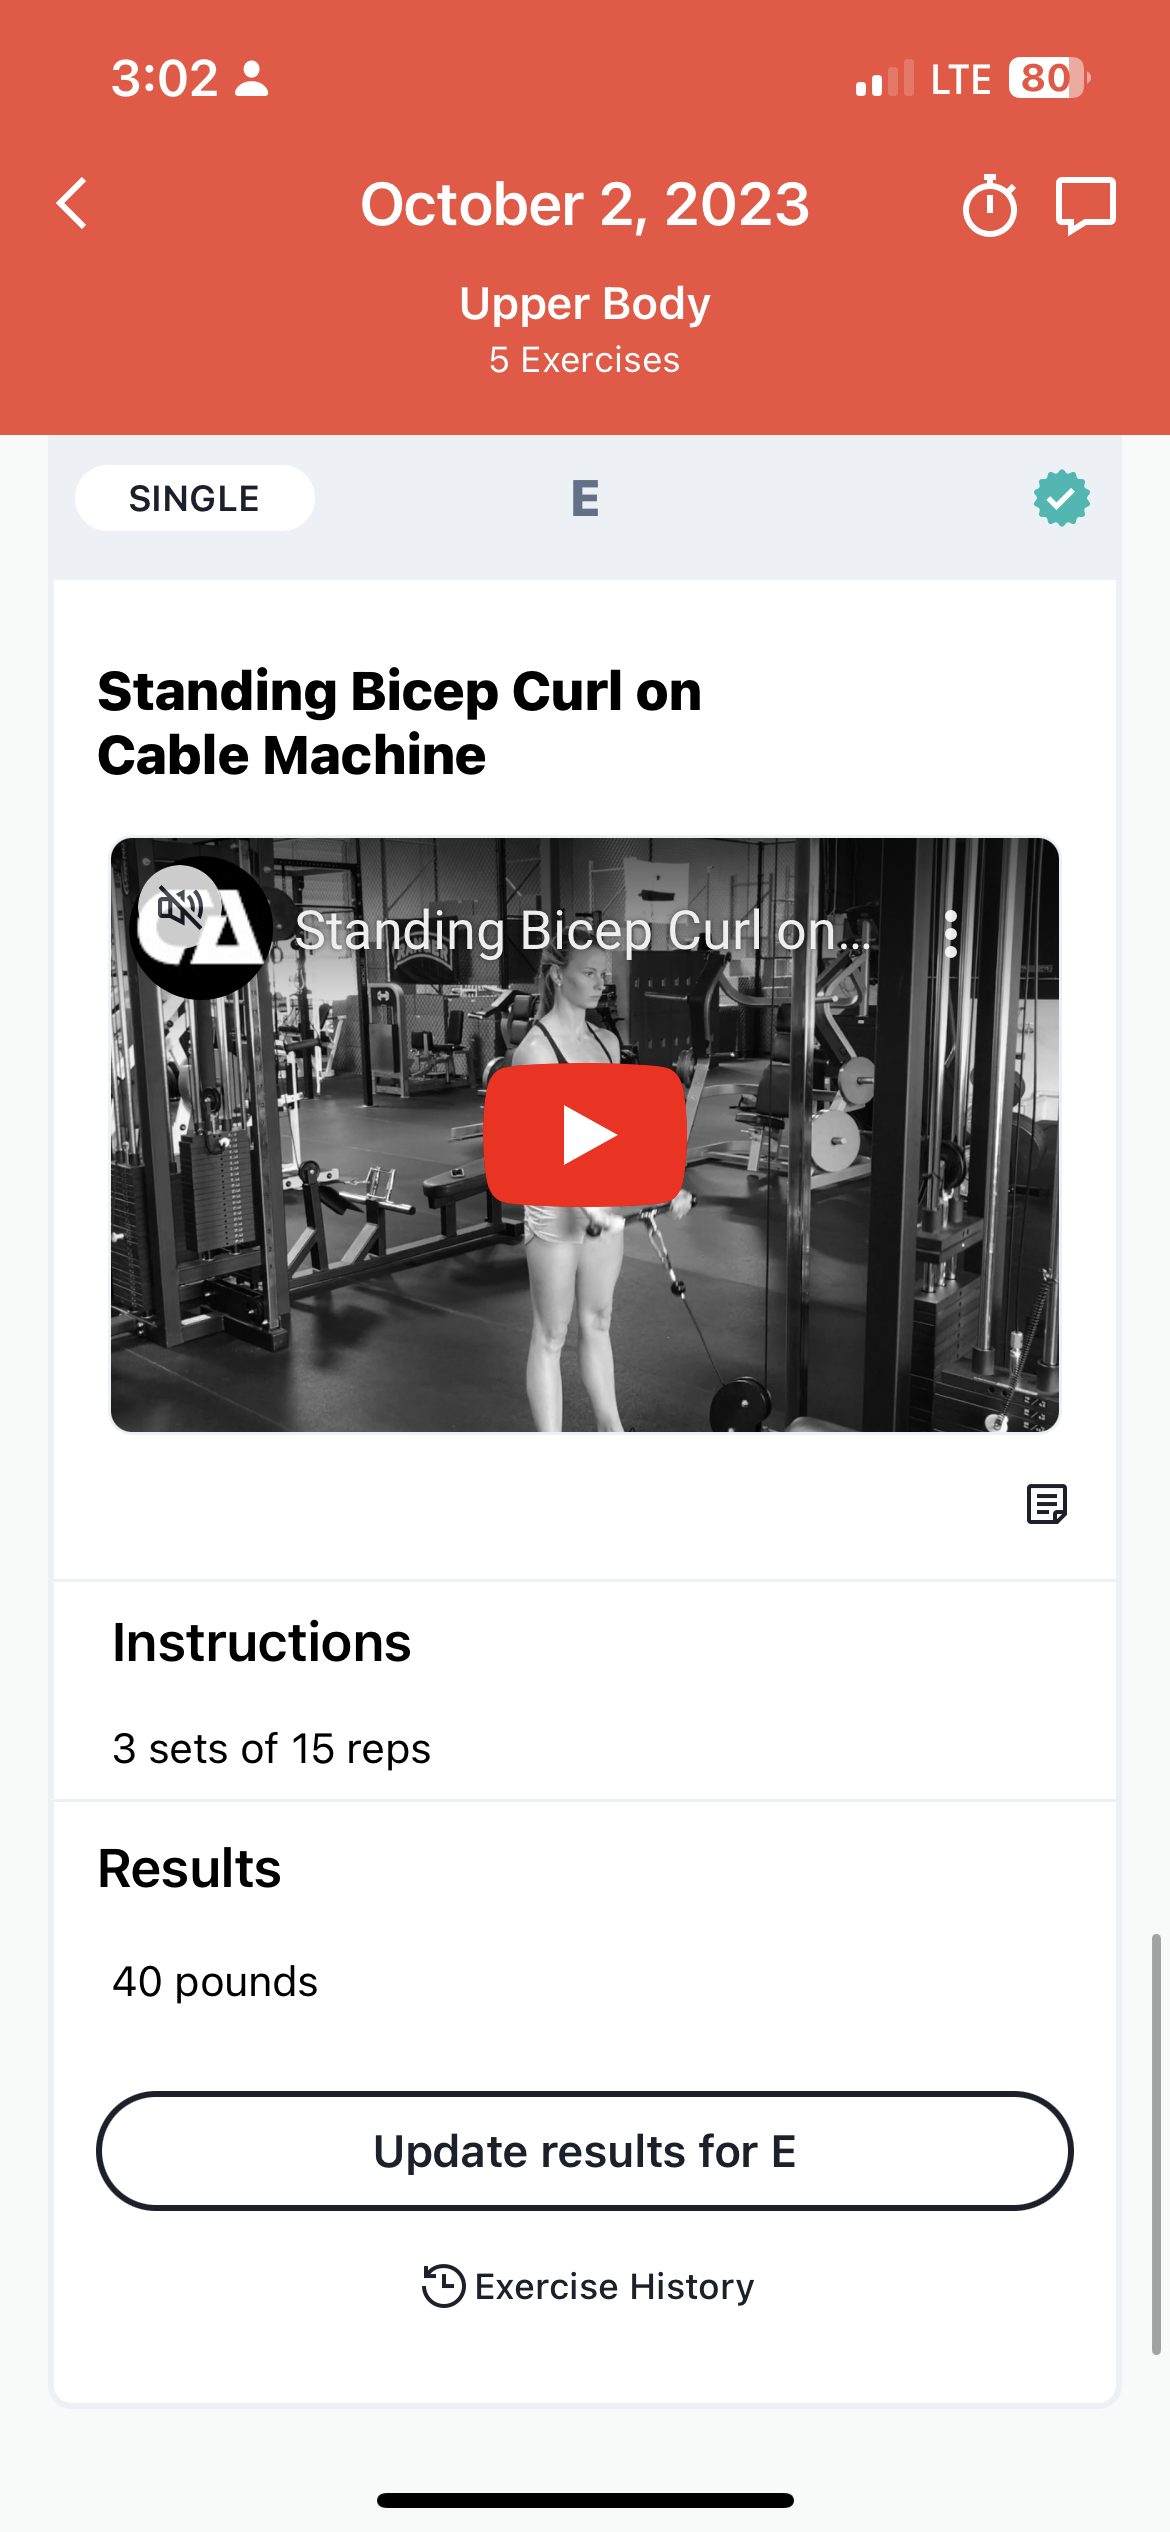 3:02
LTE 80
October 2, 2023
Upper Body
5 Exercises
SINGLE
E
Standing Bicep Curl on
Cable Machine
CA
Standing Bicep Curl on...
Instructions
3 sets of 15 reps
Results
40 pounds
Update results for E
Exercise History